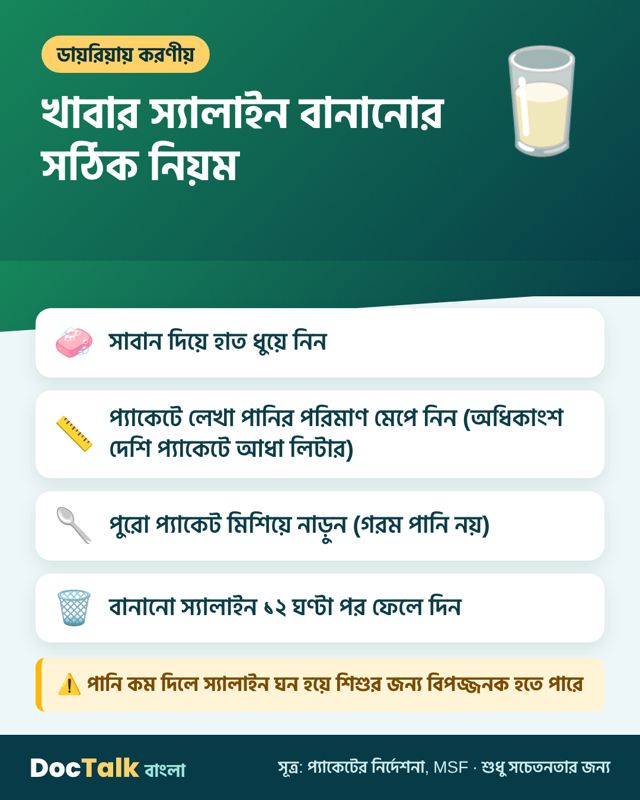 ডায়রিয়ায় করণীয়
খাবার স্যালাইন বানানোর
সঠিক নিয়ম
সাবান দিয়ে হাত ধুয়ে নিন
প্যাকেটে লেখা পানির পরিমাণ মেপে নিন (অধিকাংশ
দেশি প্যাকেটে আধা লিটার)
পুরো প্যাকেট মিশিয়ে নাড়ুন (গরম পানি নয়)
বানানো স্যালাইন ১২ ঘণ্টা পর ফেলে দিন
⚠️ পানি কম দিলে স্যালাইন ঘন হয়ে শিশুর জন্য বিপজ্জনক হতে পারে
DocTalk বাংলা
সূত্র: প্যাকেটের নির্দেশনা, MSF · শুধু সচেতনতার জন্য